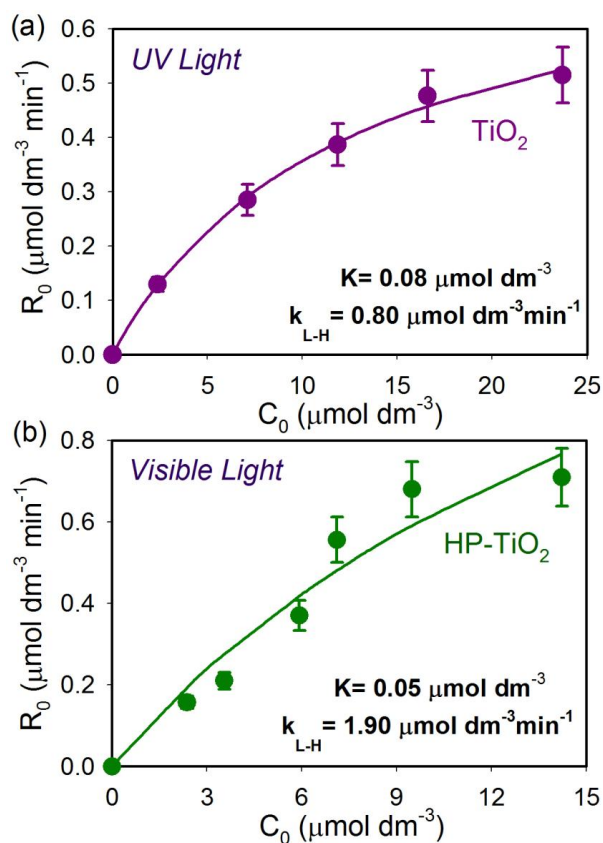 (a)
UV Light
TiO₂
K= 0.08 μmol dm⁻³
k L-H = 0.80 μmol dm⁻³min⁻¹
R₀ (μmol dm⁻³ min⁻¹)
0.6
0.5
0.4
0.3
0.2
0.1
0.0
0 5 10 15 20 25
C₀ (μmol dm⁻³)
(b)
Visible Light
HP-TiO₂
K= 0.05 μmol dm⁻³
k L-H = 1.90 μmol dm⁻³min⁻¹
R₀ (μmol dm⁻³ min⁻¹)
0.8
0.6
0.4
0.2
0.0
0 3 6 9 12 15
C₀ (μmol dm⁻³)